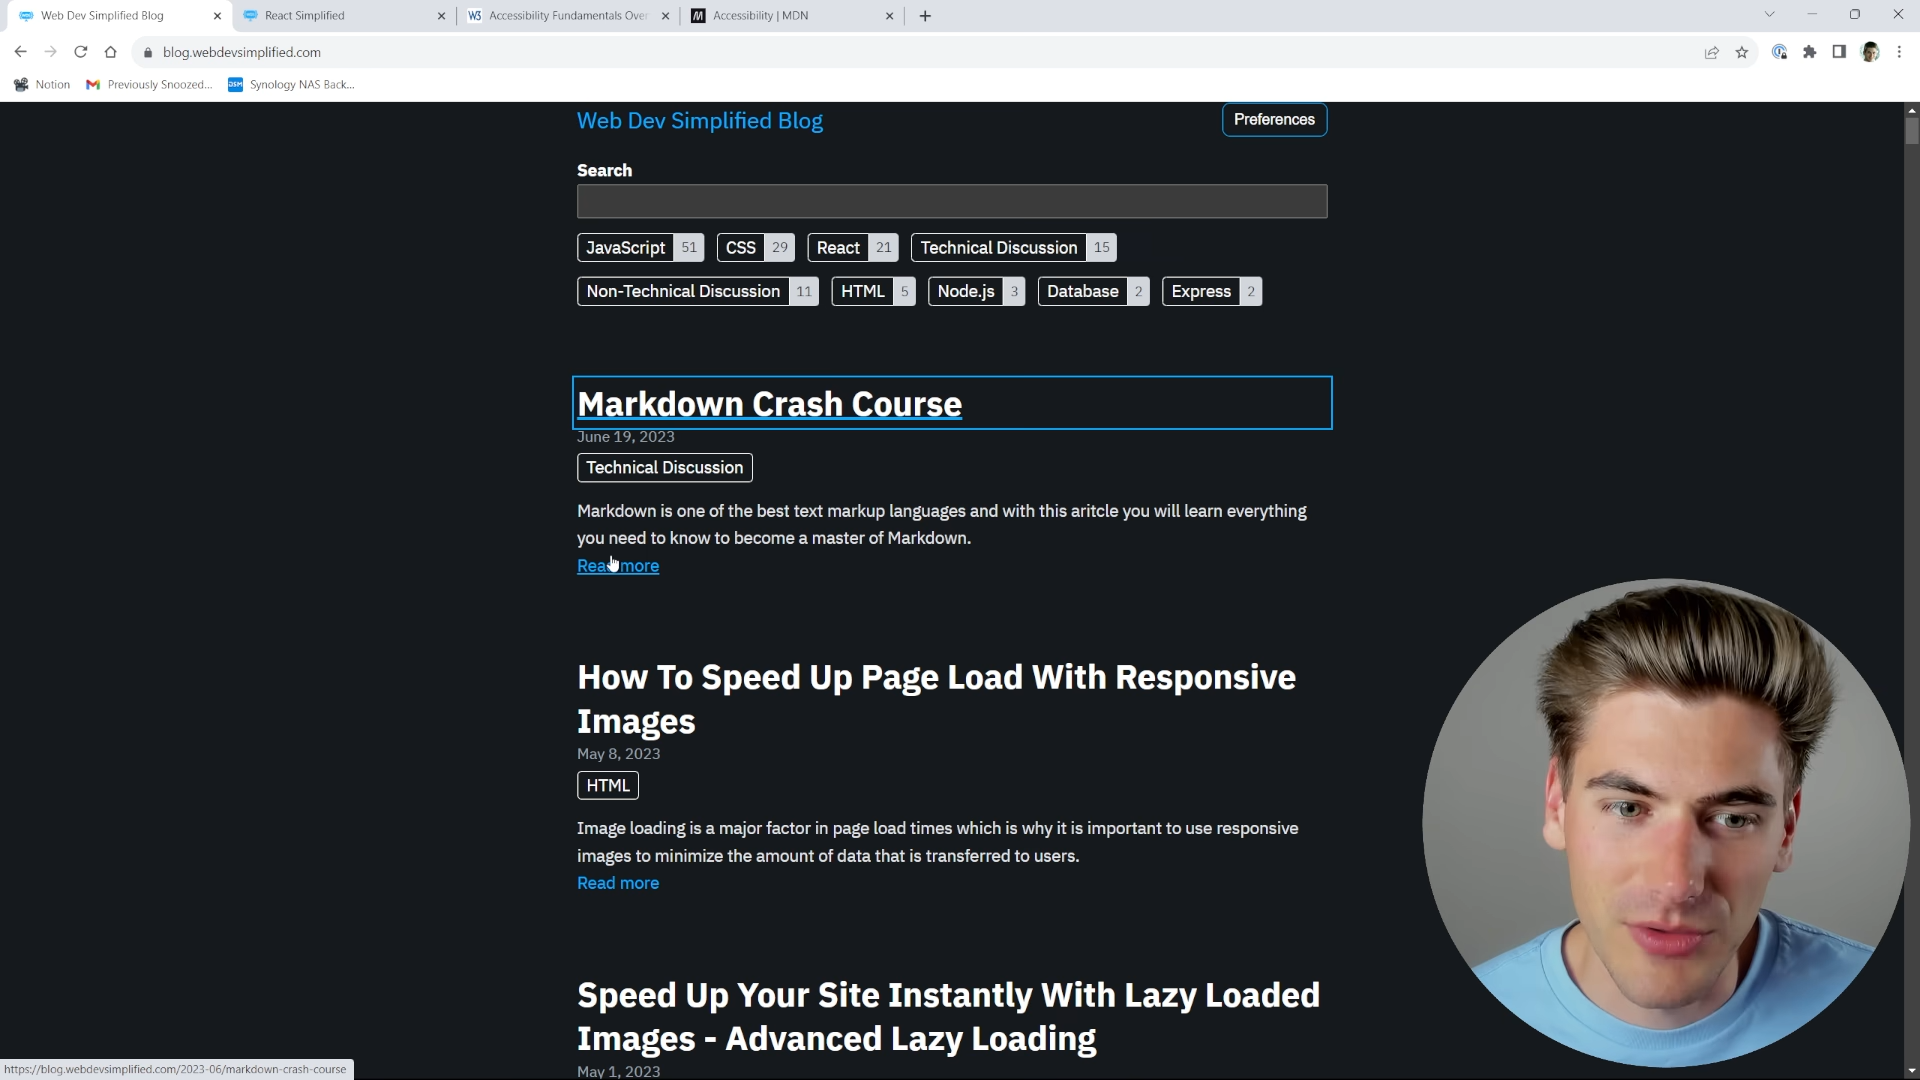 Web Dev Simplified Blog
React Simplified
Accessibility Fundamentals Over
Accessibility | MDN
blog.webdevsimplified.com
Notion
Previously Snoozed...
Synology NAS Back...
Web Dev Simplified Blog
Preferences
Search
JavaScript 51 CSS 29 React 21 Technical Discussion 15
Non-Technical Discussion 11 HTML 5 Node.js 3 Database 2 Express 2
Markdown Crash Course
June 19, 2023
Technical Discussion
Markdown is one of the best text markup languages and with this aritcle you will learn everything
you need to know to become a master of Markdown.
Read more
How To Speed Up Page Load With Responsive
Images
May 8, 2023
HTML
Image loading is a major factor in page load times which is why it is important to use responsive
images to minimize the amount of data that is transferred to users.
Read more
Speed Up Your Site Instantly With Lazy Loaded
Images - Advanced Lazy Loading
May 1, 2023
https://blog.webdevsimplified.com/2023-06/markdown-crash-course